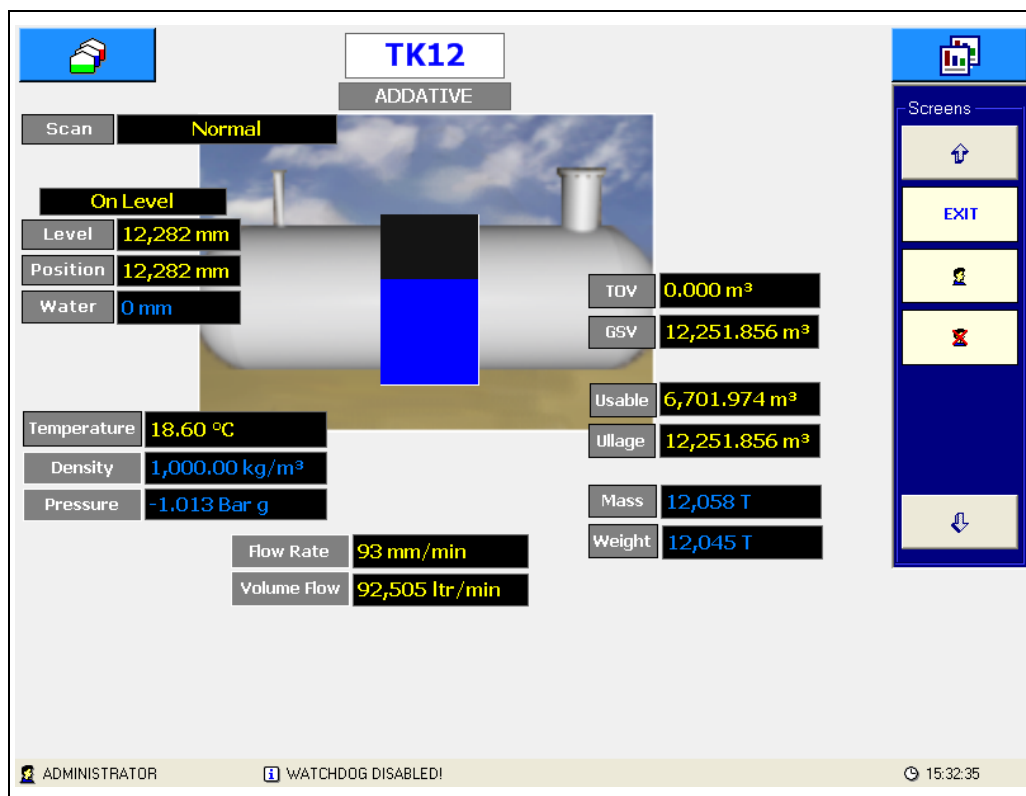 TK12
ADDATIVE
Scan Normal
On Level
Level 12,282 mm
Position 12,282 mm
Water 0 mm
TOV 0.000 m³
GSV 12,251.856 m³
Usable 6,701.974 m³
Ullage 12,251.856 m³
Temperature 18.60 ºC
Density 1,000.00 kg/m³
Pressure -1.013 Bar g
Mass 12,058 T
Weight 12,045 T
Flow Rate 93 mm/min
Volume Flow 92,505 ltr/min
Screens
EXIT
ADMINISTRATOR WATCHDOG DISABLED! 15:32:35